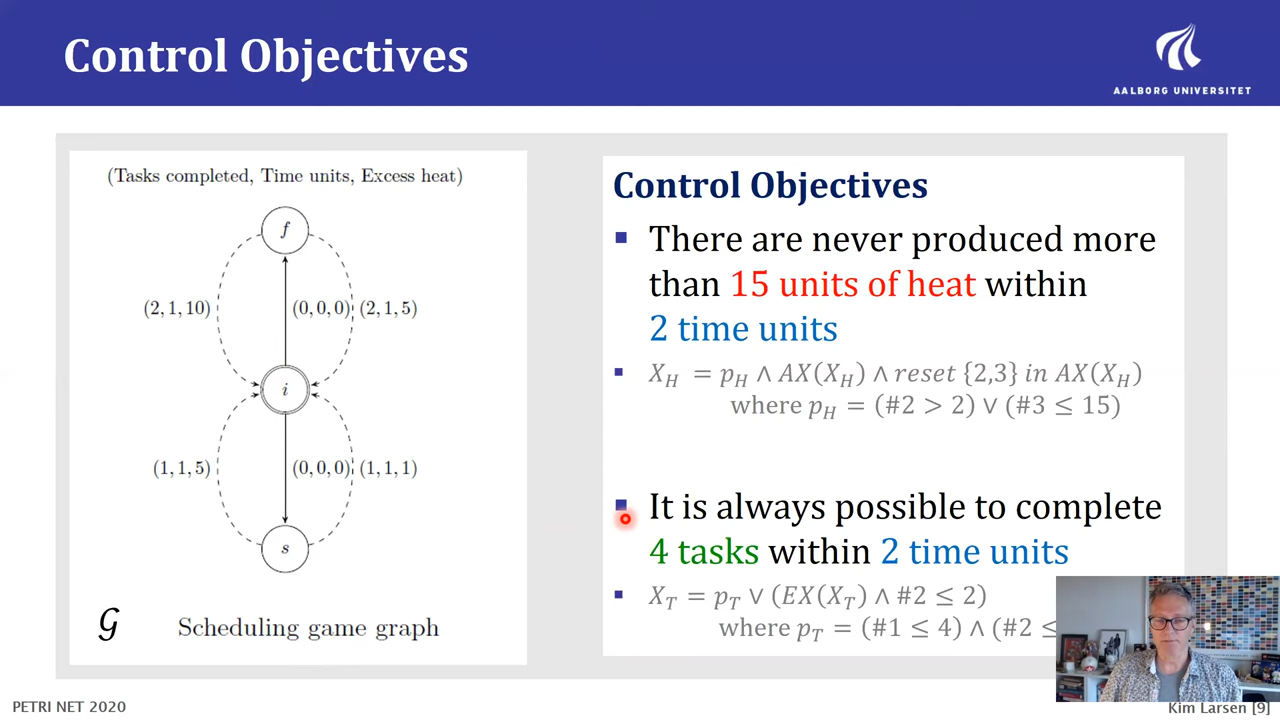 Control Objectives
AALBORG UNIVERSITET
(Tasks completed, Time units, Excess heat)
f
(2, 1, 10)
(0, 0, 0)
(2, 1, 5)
i
(1, 1, 5)
(0, 0, 0)
(1, 1, 1)
s
𝒢
Scheduling game graph
Control Objectives
There are never produced more
than 15 units of heat within
2 time units
X_H = p_H ∧ AX(X_H) ∧ reset {2,3} in AX(X_H)
where p_H = (#2 > 2) ∨ (#3 ≤ 15)
It is always possible to complete
4 tasks within 2 time units
X_T = p_T ∨ (EX(X_T) ∧ #2 ≤ 2)
where p_T = (#1 ≤ 4) ∧ (#2 ≤
PETRI NET 2020
Kim Larsen [9]